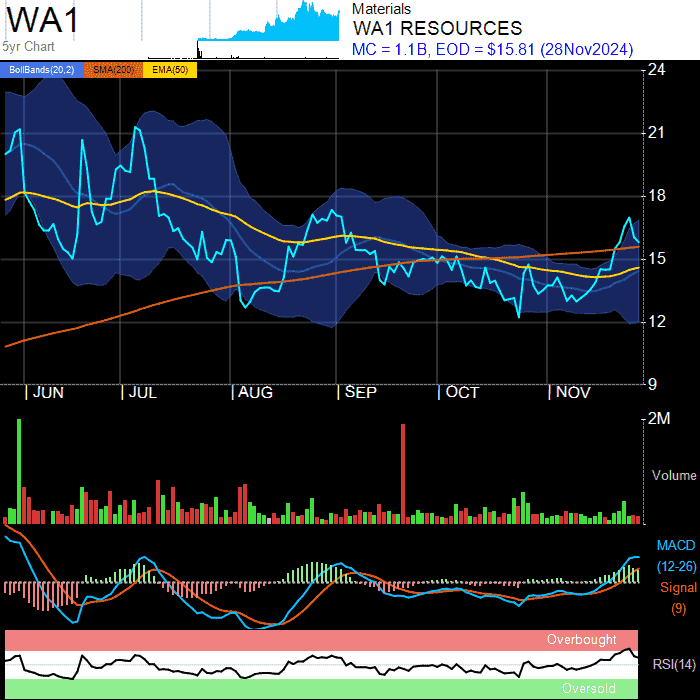 WA1
5yr Chart
Materials
WA1 RESOURCES
MC = 1.1B, EOD = $15.81 (28Nov2024)
BollBands(20,2) SMA(200) EMA(50)
24
21
18
15
12
9
JUN JUL AUG SEP OCT NOV
2M
Volume
MACD
(12-26)
Signal
(9)
Overbought
RSI(14)
Oversold